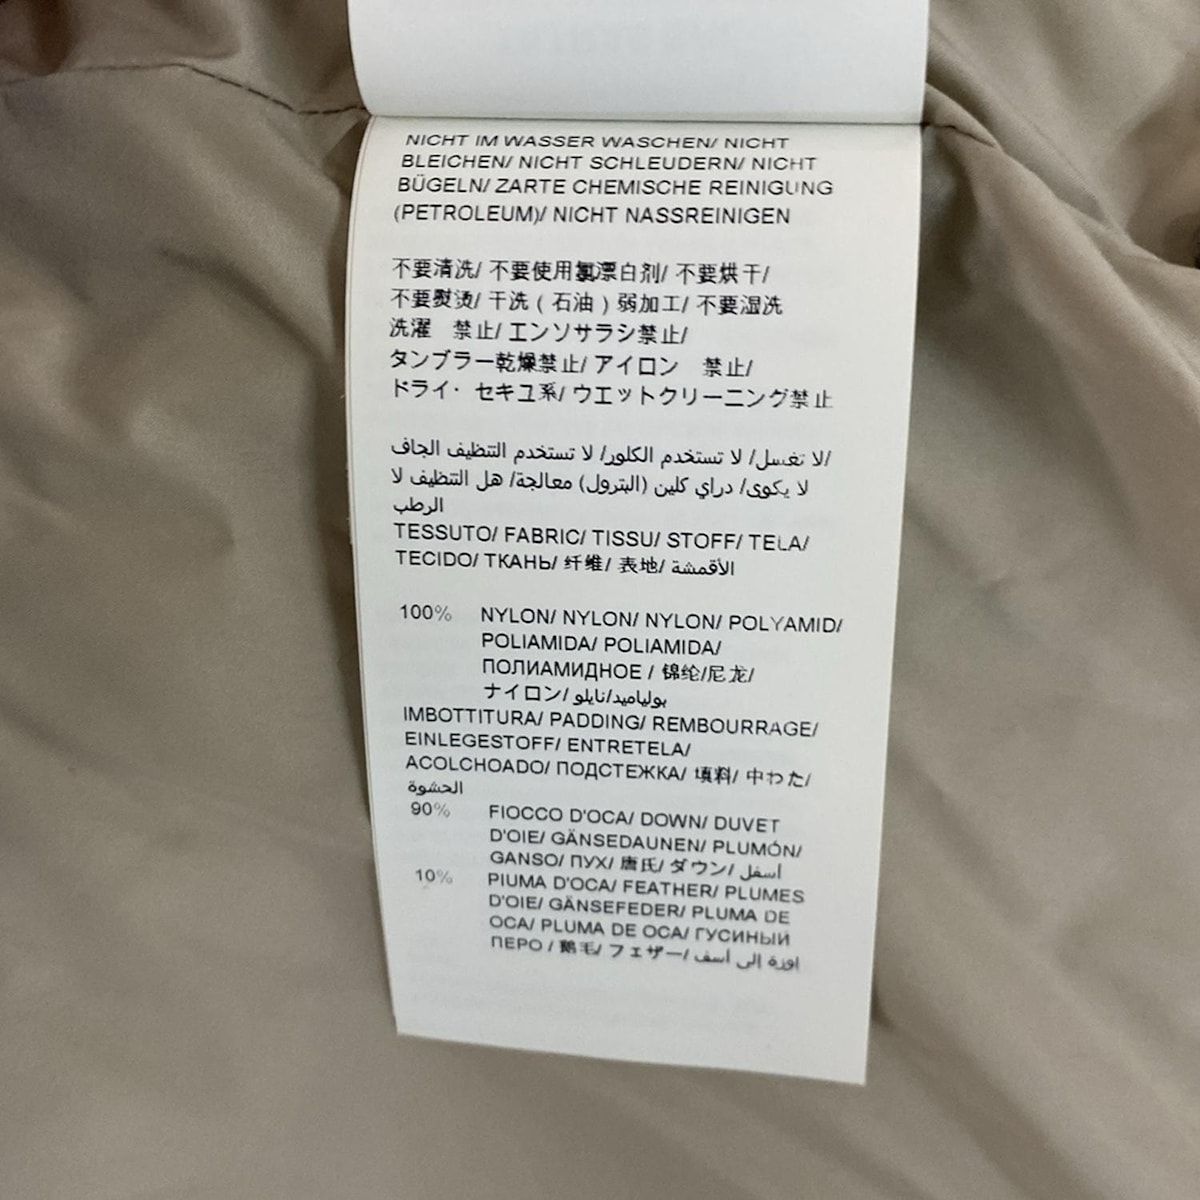 NICHT IM WASSER WASCHEN/ NICHT
BLEICHEN/ NICHT SCHLEUDERN/ NICHT
BÜGELN/ ZARTE CHEMISCHE REINIGUNG
(PETROLEUM)/ NICHT NASSREINIGEN
不要清洗/ 不要使用氯漂白剂/ 不要烘干/
不要熨烫/ 干洗（石油）弱加工/ 不要湿洗
洗濯　禁止/ エンソサラシ禁止/
タンブラー乾燥禁止/ アイロン　禁止/
ドライ・セキユ系/ ウエットクリーニング禁止
لا تغسل/ لا تستخدم الكلور/ لا تستخدم التنظيف الجاف/
لا يكوى/ دراي كلين (البترول) معالجة/ هل التنظيف لا
الرطب
TESSUTO/ FABRIC/ TISSU/ STOFF/ TELA/
TECIDO/ ТКАНЬ/ 纤维/ 表地/ الأقمشة
100% NYLON/ NYLON/ NYLON/ POLYAMID/
POLIAMIDA/ POLIAMIDA/
ПОЛИАМИДНОЕ / 锦纶/尼龙/
ナイロン/ بولياميد/نايلو
IMBOTTITURA/ PADDING/ REMBOURRAGE/
EINLEGESTOFF/ ENTRETELA/
ACOLCHOADO/ ПОДСТЕЖКА/ 填料/ 中わた/
الحشوة
90% FIOCCO D'OCA/ DOWN/ DUVET
D'OIE/ GÄNSEDAUNEN/ PLUMÓN/
GANSO/ ПУХ/ 唐氏/ ダウン/ أسفل
10% PIUMA D'OCA/ FEATHER/ PLUMES
D'OIE/ GÄNSEFEDER/ PLUMA DE
OCA/ PLUMA DE OCA/ ГУСИНЫЙ
ПЕРО / 鹅毛/ フェザー/ اوزة إلى أسف